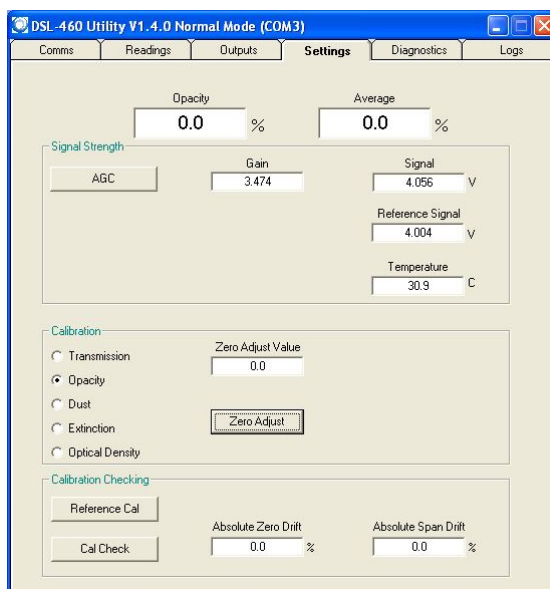 DSL-460 Utility V1.4.0 Normal Mode (COM3)
Comms Readings Outputs Settings Diagnostics Logs
Opacity Average
0.0 % 0.0 %
Signal Strength
AGC
Gain
3.474
Signal
4.056 V
Reference Signal
4.004 V
Temperature
30.9 C
Calibration
Transmission
Opacity
Dust
Extinction
Optical Density
Zero Adjust Value
0.0
Zero Adjust
Calibration Checking
Reference Cal
Cal Check
Absolute Zero Drift
0.0 %
Absolute Span Drift
0.0 %